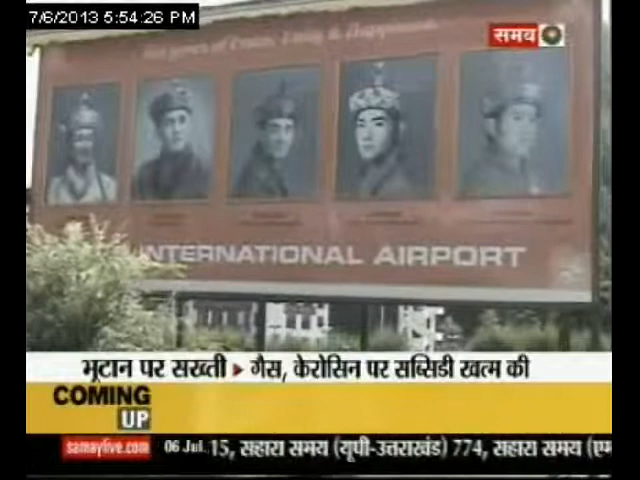 7/6/2013 5:54:26 PM
समय
INTERNATIONAL AIRPORT
भूटान पर सख्ती ▶ गैस, केरोसिन पर सब्सिडी खत्म की
COMING
UP
samaylive.com 06 Jul. 15, सहारा समय (यूपी-उत्तराखंड) 774, सहारा समय (एम